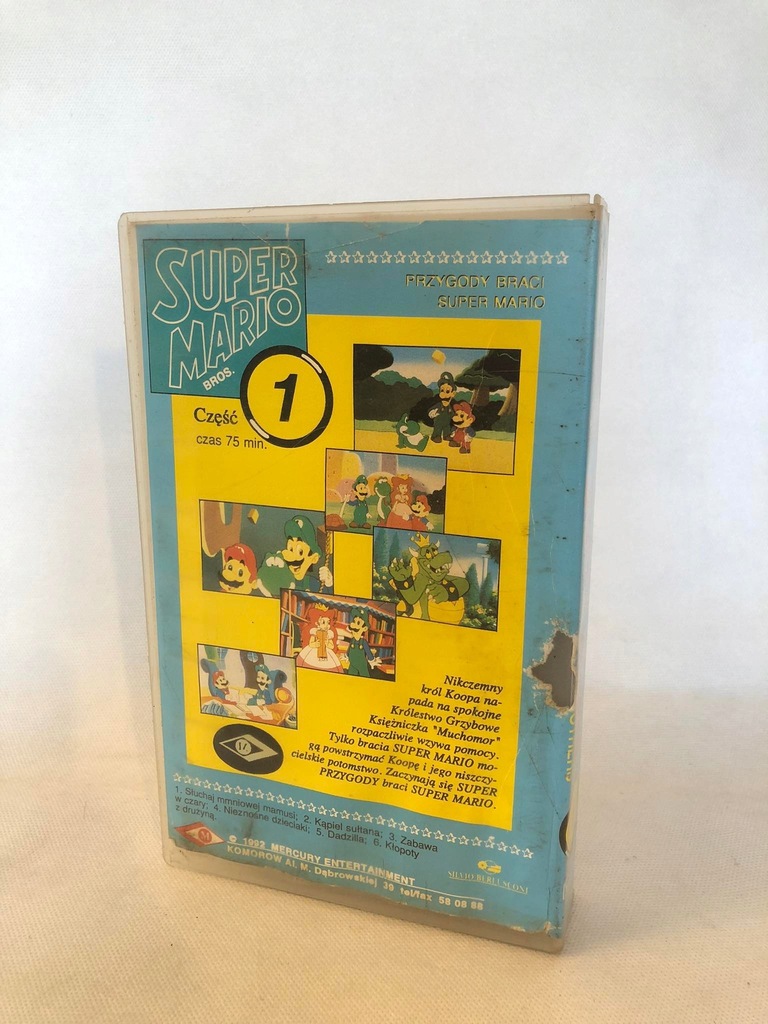 SUPER
MARIO
BROS.
1
Część
czas 75 min.
PRZYGODY BRACI
SUPER MARIO
Nikczemny
król Koopa na-
pada na spokojne
Królestwo Grzybowe
Księżniczka "Muchomor"
rozpaczliwie wzywa pomocy.
Tylko bracia SUPER MARIO mo-
gą powstrzymać Koopę i jego niszczy-
cielskie potomstwo. Zaczynają się SUPER
PRZYGODY braci SUPER MARIO.
1. Słuchaj mmniowej mamusi; 2. Kąpiel sułtana; 3. Zabawa
w czary; 4. Nieznośne dzieciaki; 5. Dadzilla; 6. Kłopoty
z drużyną.
M
© 1992 MERCURY ENTERTAINMENT
KOMOROW Al. M. Dąbrowskiej 39 tel/fax 58 08 88
SILVIO BERLUSCONI